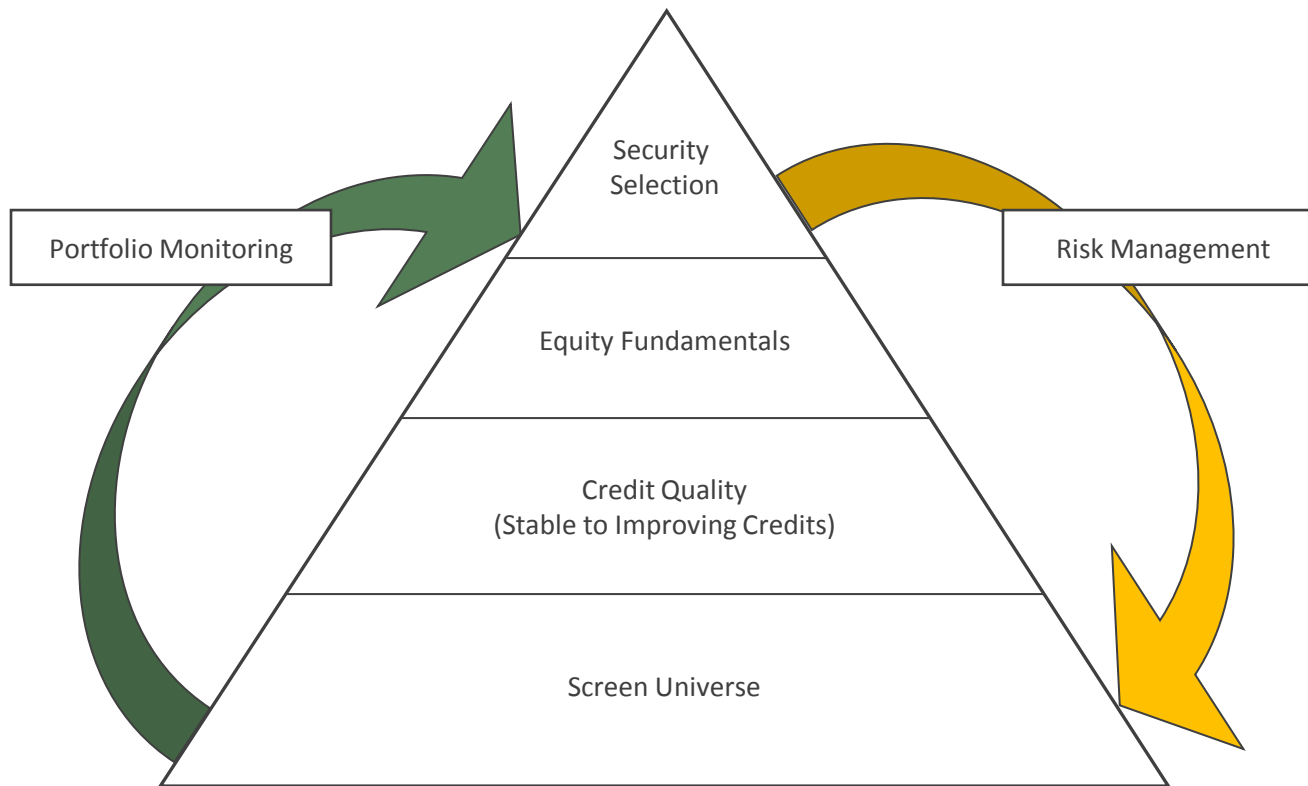 Security
Selection
Portfolio Monitoring
Risk Management
Equity Fundamentals
Credit Quality
(Stable to Improving Credits)
Screen Universe